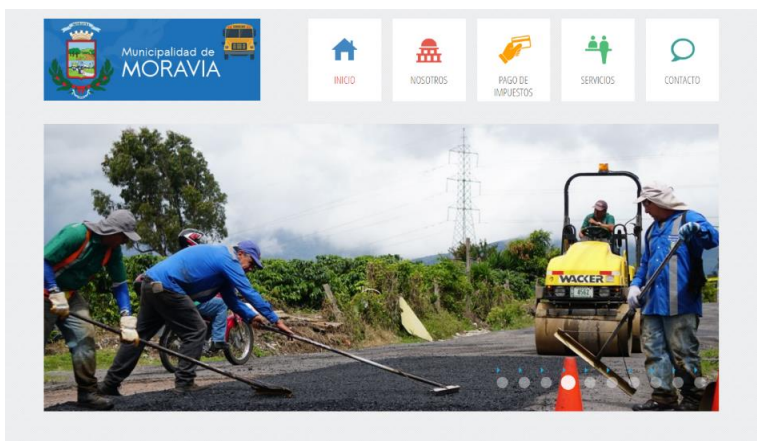 Municipalidad de
MORAVIA
INICIO
NOSOTROS
PAGO DE
IMPUESTOS
SERVICIOS
CONTACTO
WACKER